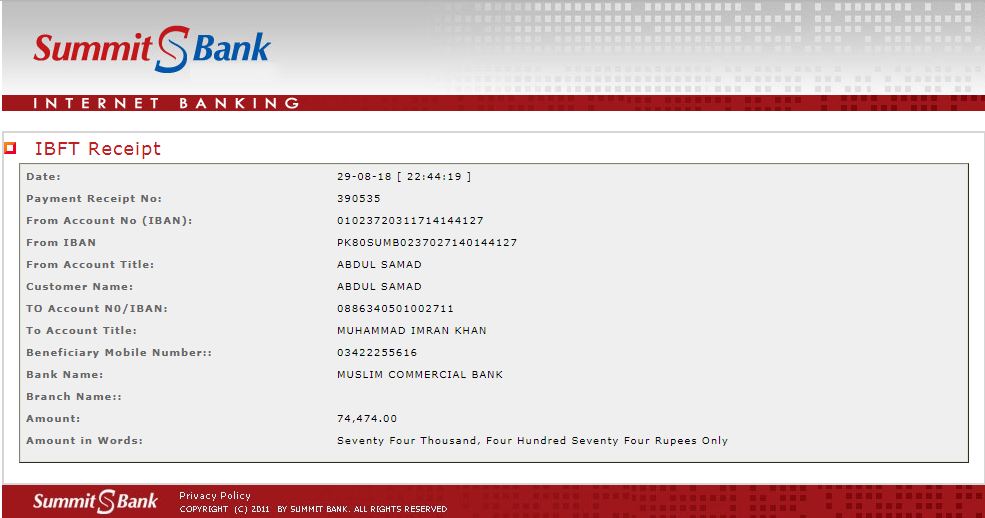 Summit S Bank
INTERNET BANKING
IBFT Receipt
Date: 29-08-18 [ 22:44:19 ]
Payment Receipt No: 390535
From Account No (IBAN): 01023720311714144127
From IBAN PK80SUMB0237027140144127
From Account Title: ABDUL SAMAD
Customer Name: ABDUL SAMAD
TO Account N0/IBAN: 0886340501002711
To Account Title: MUHAMMAD IMRAN KHAN
Beneficiary Mobile Number:: 03422255616
Bank Name: MUSLIM COMMERCIAL BANK
Branch Name::
Amount: 74,474.00
Amount in Words: Seventy Four Thousand, Four Hundred Seventy Four Rupees Only
Summit S Bank
Privacy Policy
COPYRIGHT (C) 2011 BY SUMMIT BANK. ALL RIGHTS RESERVED